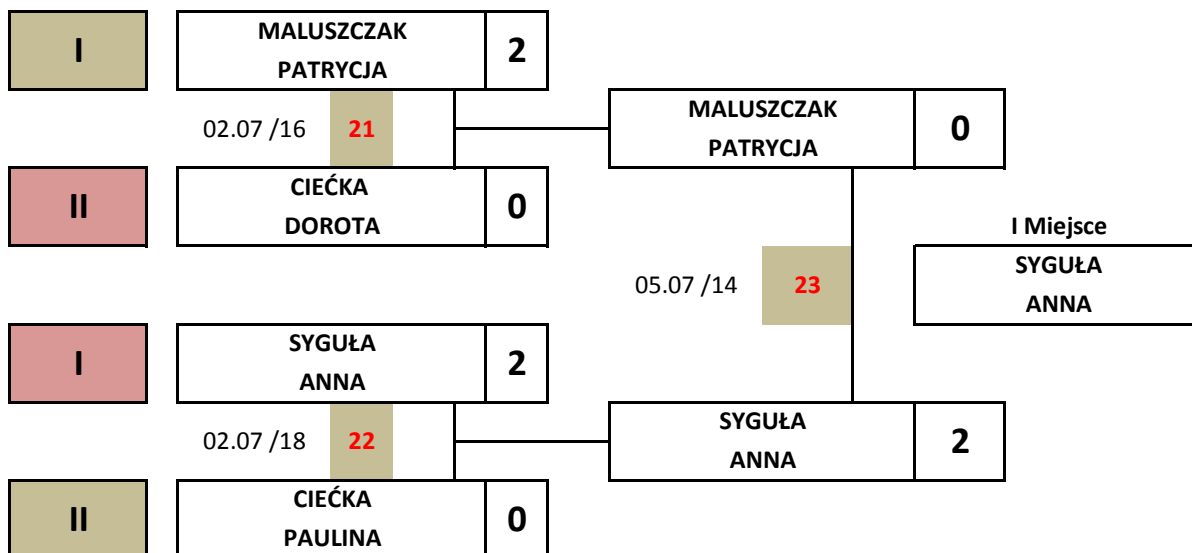 I
MALUSZCZAK
PATRYCJA
2
02.07 /16
21
MALUSZCZAK
PATRYCJA
0
II
CIEĆKA
DOROTA
0
I Miejsce
SYGUŁA
ANNA
05.07 /14
23
I
SYGUŁA
ANNA
2
02.07 /18
22
SYGUŁA
ANNA
2
II
CIEĆKA
PAULINA
0